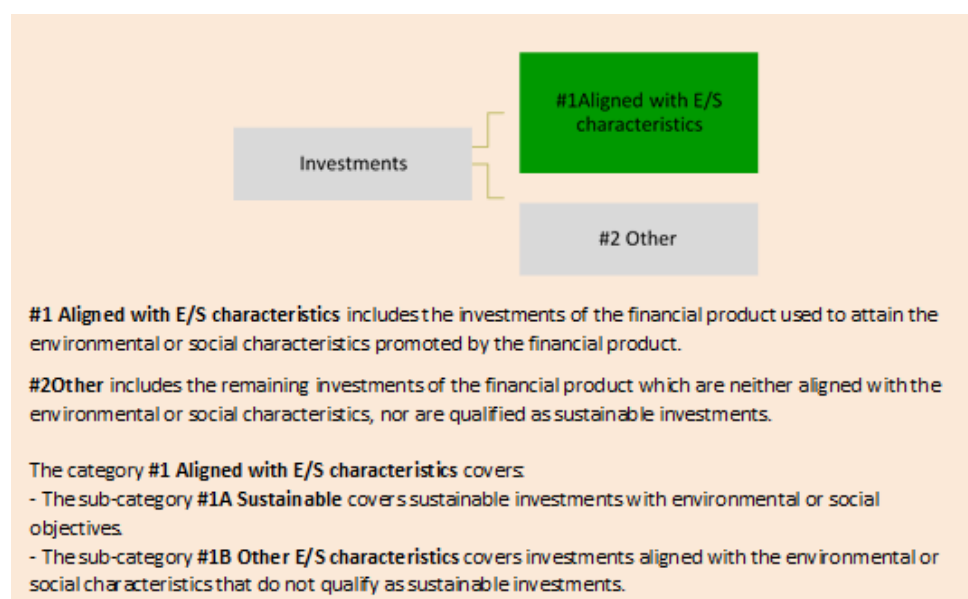 #1Aligned with E/S
characteristics
Investments
#2 Other
#1 Aligned with E/S characteristics includes the investments of the financial product used to attain the
environmental or social characteristics promoted by the financial product.
#2Other includes the remaining investments of the financial product which are neither aligned with the
environmental or social characteristics, nor are qualified as sustainable investments.
The category #1 Aligned with E/S characteristics covers:
- The sub-category #1A Sustainable covers sustainable investments with environmental or social
objectives.
- The sub-category #1B Other E/S characteristics covers investments aligned with the environmental or
social characteristics that do not qualify as sustainable investments.